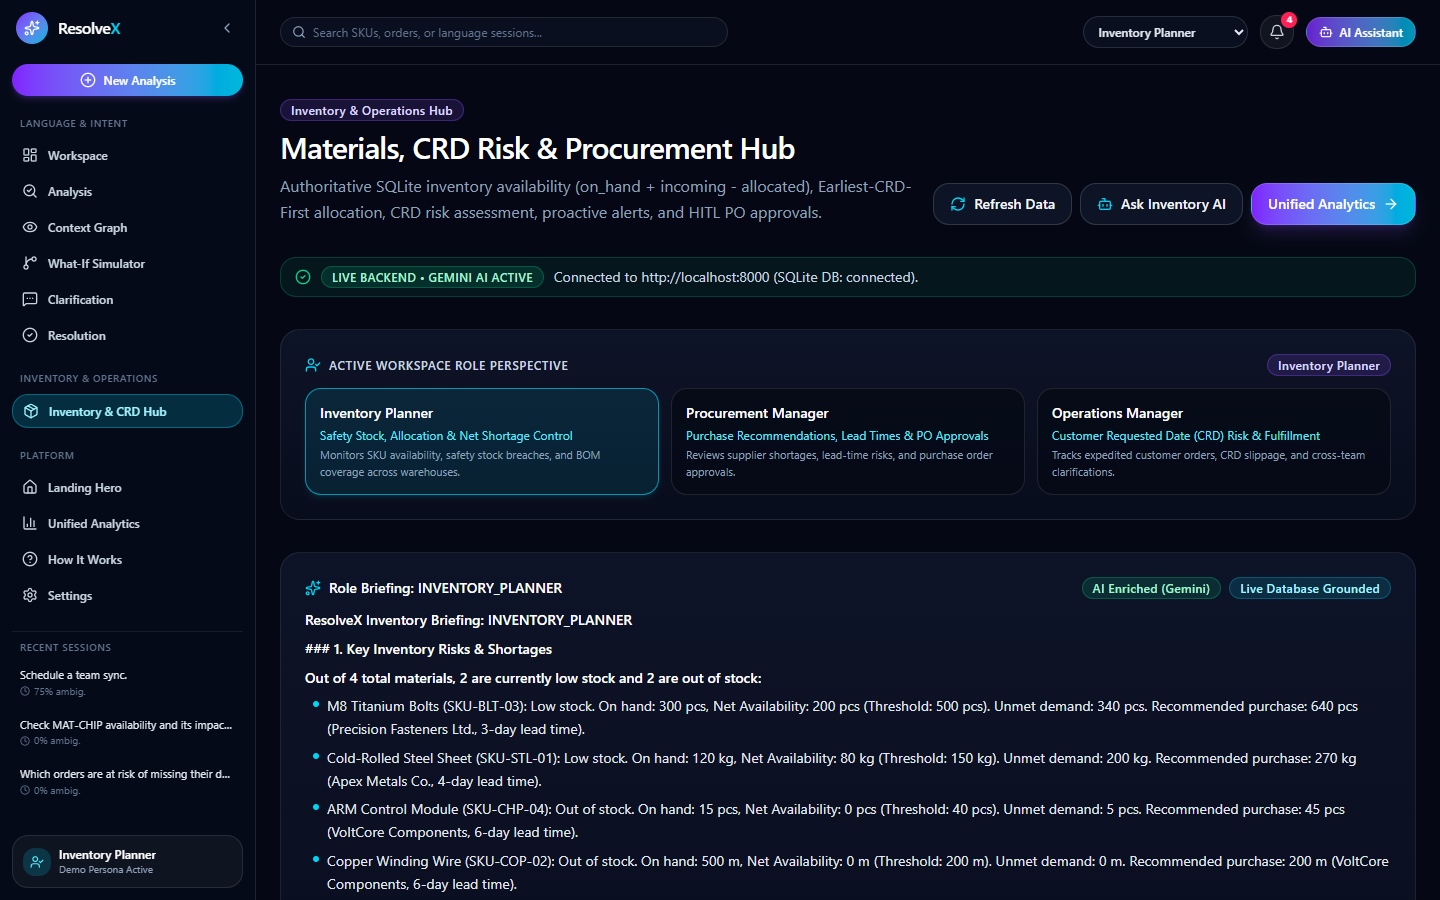 ResolveX
New Analysis
LANGUAGE & INTENT
Workspace
Analysis
Context Graph
What-If Simulator
Clarification
Resolution
INVENTORY & OPERATIONS
Inventory & CRD Hub
PLATFORM
Landing Hero
Unified Analytics
How It Works
Settings
RECENT SESSIONS
Schedule a team sync.
75% ambig.
Check MAT-CHIP availability and its impac...
0% ambig.
Which orders are at risk of missing their d...
0% ambig.
Inventory Planner
Demo Persona Active
Search SKUs, orders, or language sessions...
Inventory Planner
4
AI Assistant
Inventory & Operations Hub
Materials, CRD Risk & Procurement Hub
Authoritative SQLite inventory availability (on_hand + incoming - allocated), Earliest-CRD-
First allocation, CRD risk assessment, proactive alerts, and HITL PO approvals.
Refresh Data
Ask Inventory AI
Unified Analytics
LIVE BACKEND • GEMINI AI ACTIVE Connected to http://localhost:8000 (SQLite DB: connected).
ACTIVE WORKSPACE ROLE PERSPECTIVE
Inventory Planner
Inventory Planner
Safety Stock, Allocation & Net Shortage Control
Monitors SKU availability, safety stock breaches, and BOM
coverage across warehouses.
Procurement Manager
Purchase Recommendations, Lead Times & PO Approvals
Reviews supplier shortages, lead-time risks, and purchase order
approvals.
Operations Manager
Customer Requested Date (CRD) Risk & Fulfillment
Tracks expedited customer orders, CRD slippage, and cross-team
clarifications.
Role Briefing: INVENTORY_PLANNER
AI Enriched (Gemini)
Live Database Grounded
ResolveX Inventory Briefing: INVENTORY_PLANNER
### 1. Key Inventory Risks & Shortages
Out of 4 total materials, 2 are currently low stock and 2 are out of stock:
M8 Titanium Bolts (SKU-BLT-03): Low stock. On hand: 300 pcs, Net Availability: 200 pcs (Threshold: 500 pcs). Unmet demand: 340 pcs. Recommended purchase: 640 pcs
(Precision Fasteners Ltd., 3-day lead time).
Cold-Rolled Steel Sheet (SKU-STL-01): Low stock. On hand: 120 kg, Net Availability: 80 kg (Threshold: 150 kg). Unmet demand: 200 kg. Recommended purchase: 270 kg
(Apex Metals Co., 4-day lead time).
ARM Control Module (SKU-CHP-04): Out of stock. On hand: 15 pcs, Net Availability: 0 pcs (Threshold: 40 pcs). Unmet demand: 5 pcs. Recommended purchase: 45 pcs
(VoltCore Components, 6-day lead time).
Copper Winding Wire (SKU-COP-02): Out of stock. On hand: 500 m, Net Availability: 0 m (Threshold: 200 m). Unmet demand: 0 m. Recommended purchase: 200 m (VoltCore
Components, 6-day lead time).